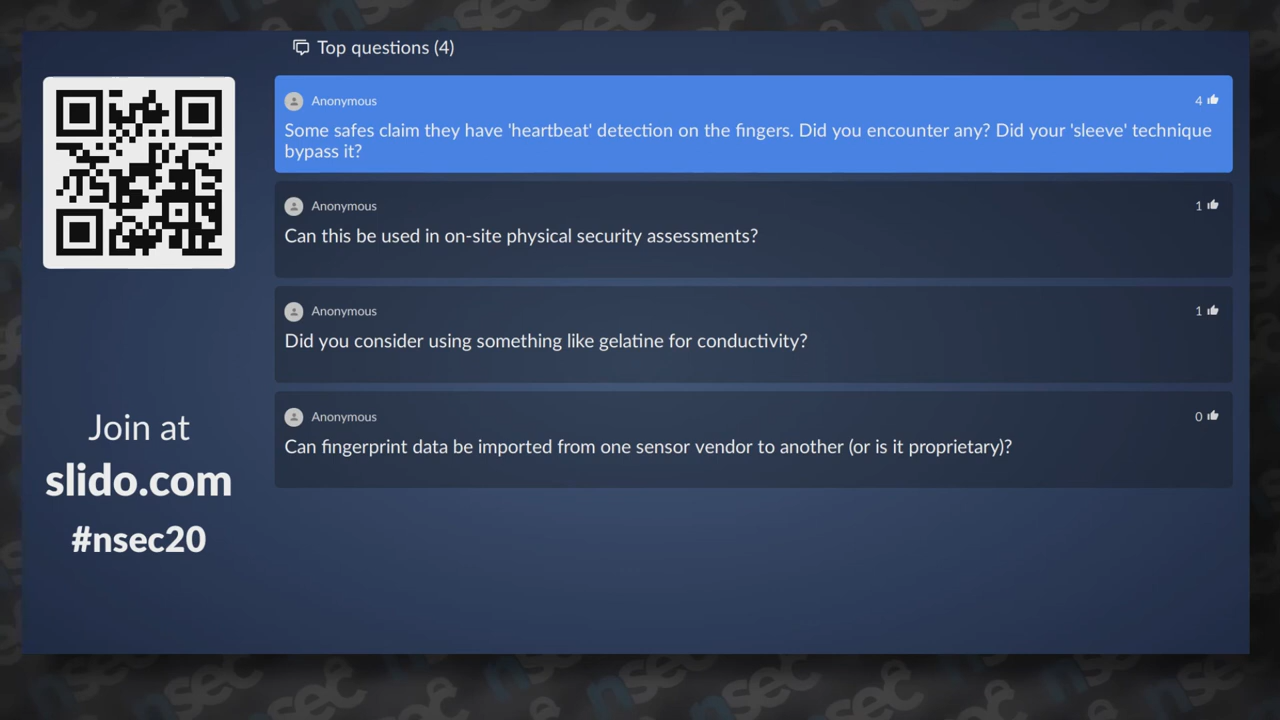 Top questions (4)
Anonymous
4
Some safes claim they have 'heartbeat' detection on the fingers. Did you encounter any? Did your 'sleeve' technique
bypass it?
Anonymous
1
Can this be used in on-site physical security assessments?
Anonymous
1
Did you consider using something like gelatine for conductivity?
Anonymous
0
Can fingerprint data be imported from one sensor vendor to another (or is it proprietary)?
Join at
slido.com
#nsec20
nsec